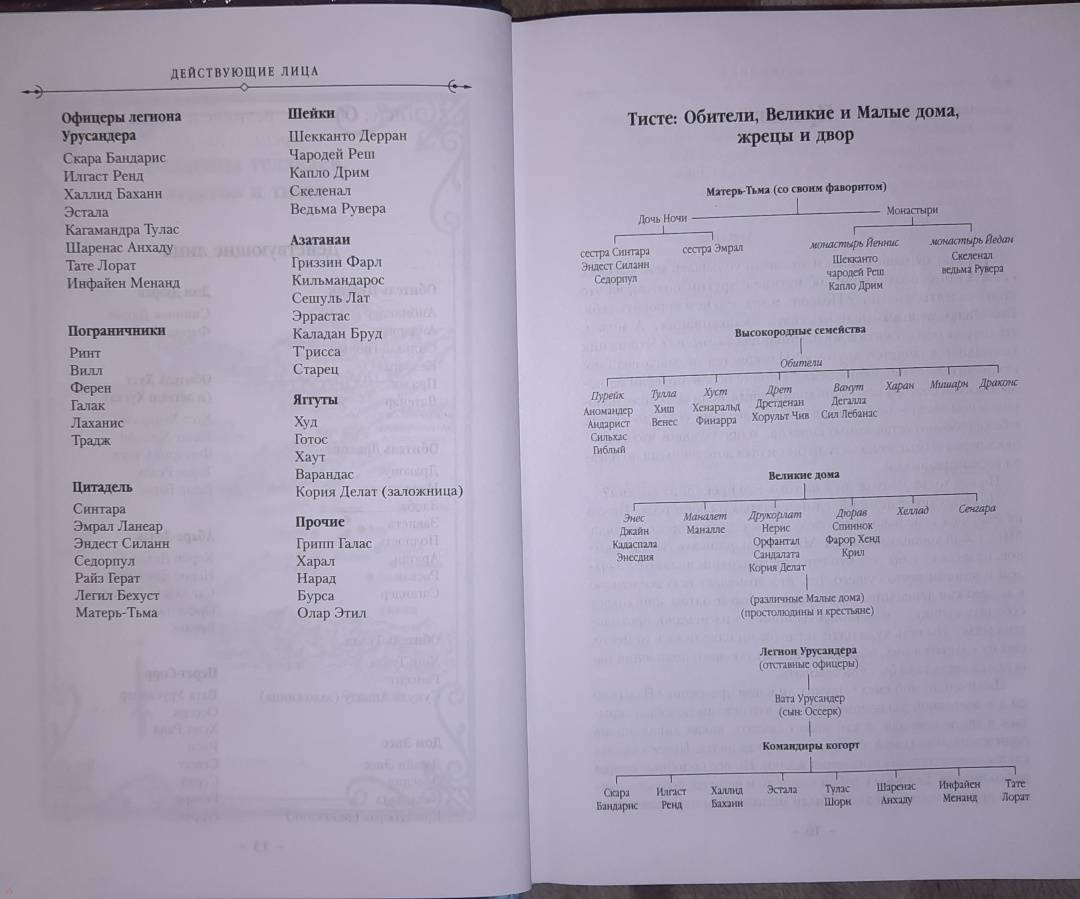 ДЕЙСТВУЮЩИЕ ЛИЦА
Офицеры легиона
Урусандера
Скара Бандарис
Илгаст Ренд
Халлид Баханн
Эстала
Кагамандра Тулас
Шаренас Анхаду
Тате Лорат
Инфайен Менанд
Пограничники
Ринт
Вилл
Ферен
Галак
Лаханис
Традж
Цитадель
Синтара
Эмрал Ланеар
Эндест Силанн
Седорпул
Райз Герат
Легил Бехуст
Матерь-Тьма
Шейки
Шекканто Дерран
Чародей Реш
Капло Дрим
Скеленал
Ведьма Рувера
Азатанаи
Гриззин Фарл
Кильмандарос
Сешуль Лат
Эррастас
Каладан Бруд
Т'рисса
Старец
Яггуты
Худ
Готос
Хаут
Варандас
Кория Делат (заложница)
Прочие
Грипп Галас
Харал
Нарад
Бурса
Олар Этил
Тисте: Обители, Великие и Малые дома,
жрецы и двор
Матерь-Тьма (со своим фаворитом)
Дочь Ночи Монастыри
сестра Синтара сестра Эмрал монастырь Йеннис монастырь Йедан
Эндест Силанн Шекканто Скеленал
Седорпул чародей Реш ведьма Рувера
Капло Дрим
Высокородные семейства
Обители
Пурейк Тулла Хуст Дрет Ванут Харан Мишарн Драконс
Аномандер Хиш Хенаральд Дретденан Дегалла
Андарист Венес Финарра Хорульт Чив Сил Лебанас
Сильхас
Гиблый
Великие дома
Энес Маналет Друкорлат Дюрав Хеллад Сенгара
Джайн Маналле Нерис Спиннок
Кадаспала Орфантал Фарор Хенд
Энесдия Сандалата Крил
Кория Делат
(различные Малые дома)
(простолюдины и крестьяне)
Легион Урусандера
(отставные офицеры)
Вата Урусандер
(сын: Оссерк)
Командиры когорт
Скара Илгаст Халлид Эстала Тулас Шаренас Инфайен Тате
Бандарис Ренд Баханн Шорн Анхаду Менанд Лорат